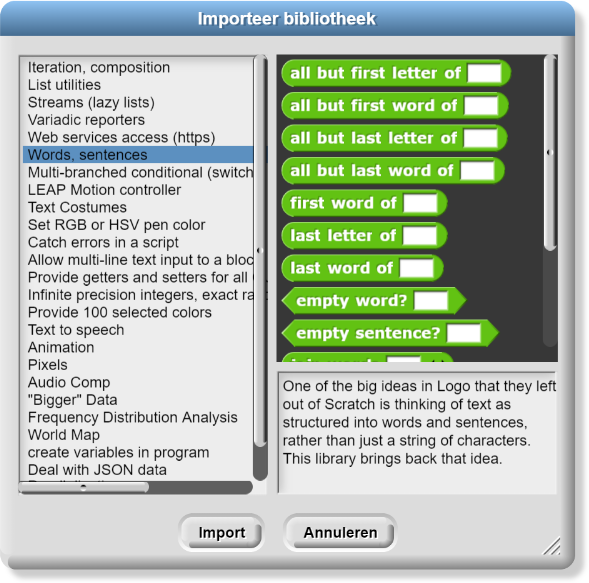 Importeer bibliotheek
Iteration, composition
List utilities
Streams (lazy lists)
Variadic reporters
Web services access (https)
Words, sentences
Multi-branched conditional (switch
LEAP Motion controller
Text Costumes
Set RGB or HSV pen color
Catch errors in a script
Allow multi-line text input to a bloc
Provide getters and setters for all
Infinite precision integers, exact ra
Provide 100 selected colors
Text to speech
Animation
Pixels
Audio Comp
"Bigger" Data
Frequency Distribution Analysis
World Map
create variables in program
Deal with JSON data
all but first letter of
all but first word of
all but last letter of
all but last word of
first word of
last letter of
last word of
empty word?
empty sentence?
One of the big ideas in Logo that they left
out of Scratch is thinking of text as
structured into words and sentences,
rather than just a string of characters.
This library brings back that idea.
Import
Annuleren